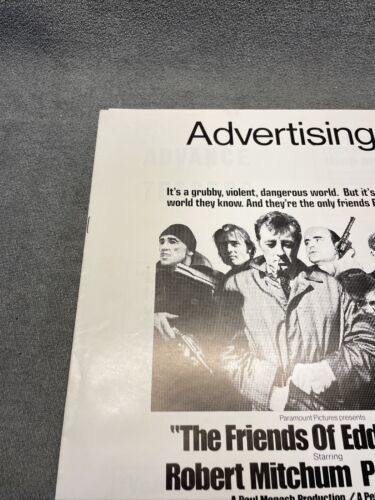 Advertising
ADVANCE
It's a grubby, violent, dangerous world. But it's
world they know. And they're the only friends
Paramount Pictures presents
"The Friends Of Edd
Starring
Robert Mitchum P
A Paul Monash Production / A P